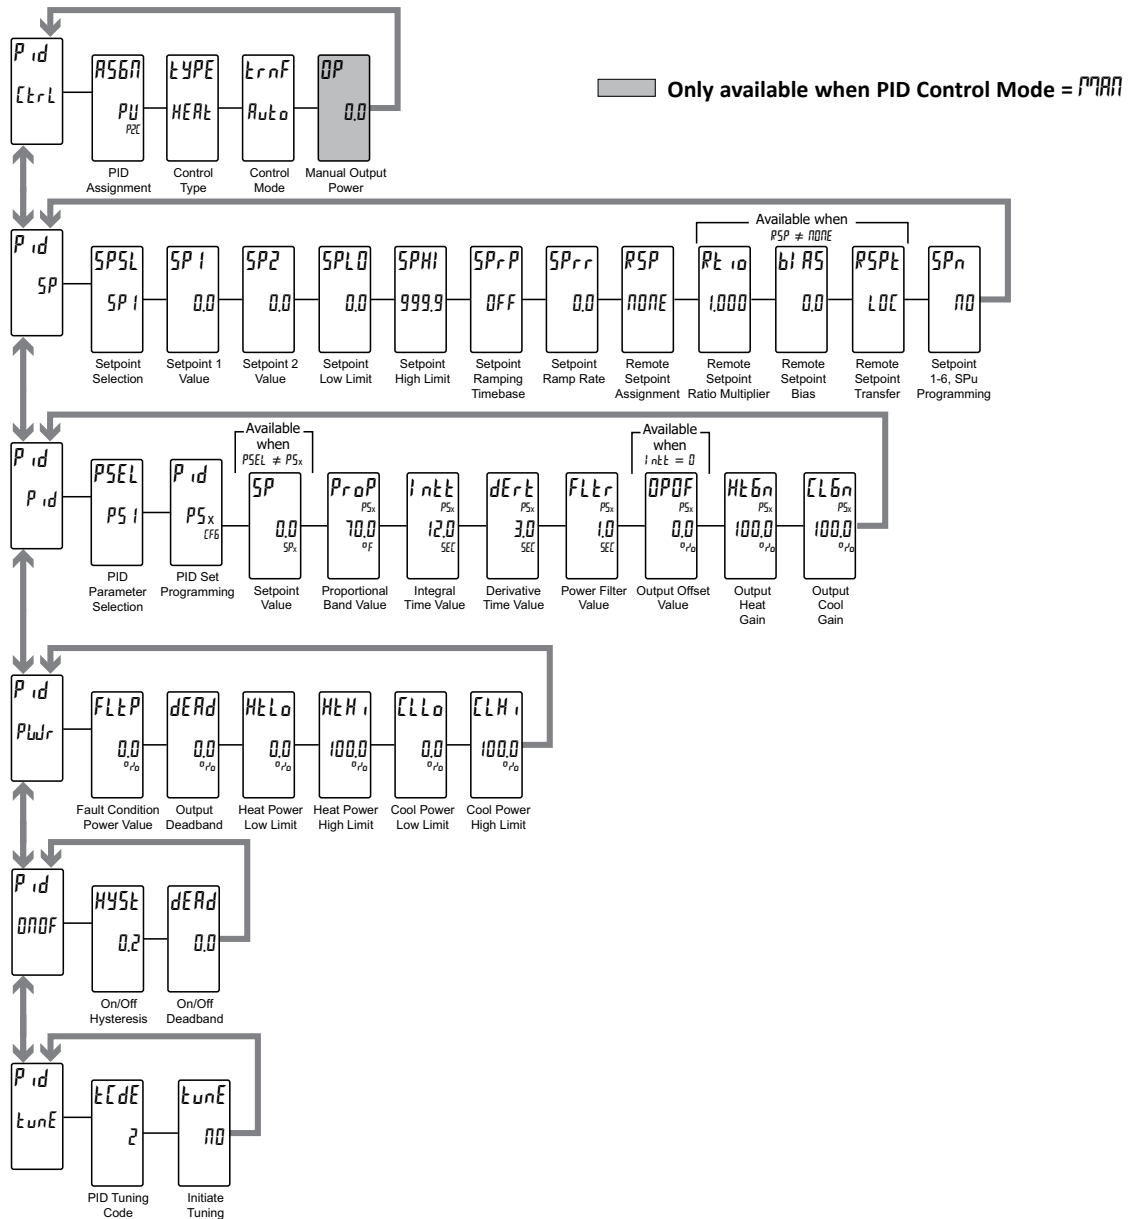 Pid
Ctrl
ASGN
PV
P2C
PID
Assignment
tYPE
HEAt
Control
Type
trnF
Auto
Control
Mode
OP
0.0
Manual Output
Power
Only available when PID Control Mode = MAN
Pid
SP
SPSL
SP1
Setpoint
Selection
SP1
0.0
Setpoint 1
Value
SP2
0.0
Setpoint 2
Value
SPLO
0.0
Setpoint
Low Limit
SPHI
999.9
Setpoint
High Limit
SPrP
OFF
Setpoint
Ramping
Timebase
SPrr
0.0
Setpoint
Ramp Rate
RSP
NONE
Remote
Setpoint
Assignment
Available when
RSP ≠ NONE
Rtio
1.000
Remote
Setpoint
Ratio Multiplier
bIAS
0.0
Remote
Setpoint
Bias
RSPt
LOC
Remote
Setpoint
Transfer
SPn
NO
Setpoint
1-6, SPu
Programming
Pid
Pid
PSEL
PS1
PID
Parameter
Selection
Pid
PSx
CFG
PID Set
Programming
Available
when
PSEL ≠ PSx
SP
0.0
SPx
Setpoint
Value
ProP
PSx
70.0
°F
Proportional
Band Value
Intt
PSx
12.0
SEC
Integral
Time Value
dErt
PSx
3.0
SEC
Derivative
Time Value
FLtr
PSx
1.0
SEC
Power Filter
Value
Available
when
Intt = 0
OPOF
PSx
0.0
o/o
Output Offset
Value
HtGn
PSx
100.0
o/o
Output
Heat
Gain
CLGn
PSx
100.0
o/o
Output
Cool
Gain
Pid
PWr
FLtP
0.0
o/o
Fault Condition
Power Value
dEAd
0.0
o/o
Output
Deadband
HtLo
0.0
o/o
Heat Power
Low Limit
HtHi
100.0
o/o
Heat Power
High Limit
CLLo
0.0
o/o
Cool Power
Low Limit
CLHi
100.0
o/o
Cool Power
High Limit
Pid
ONOF
HYSt
0.2
On/Off
Hysteresis
dEAd
0.0
On/Off
Deadband
Pid
tunE
tCdE
2
PID Tuning
Code
tunE
NO
Initiate
Tuning